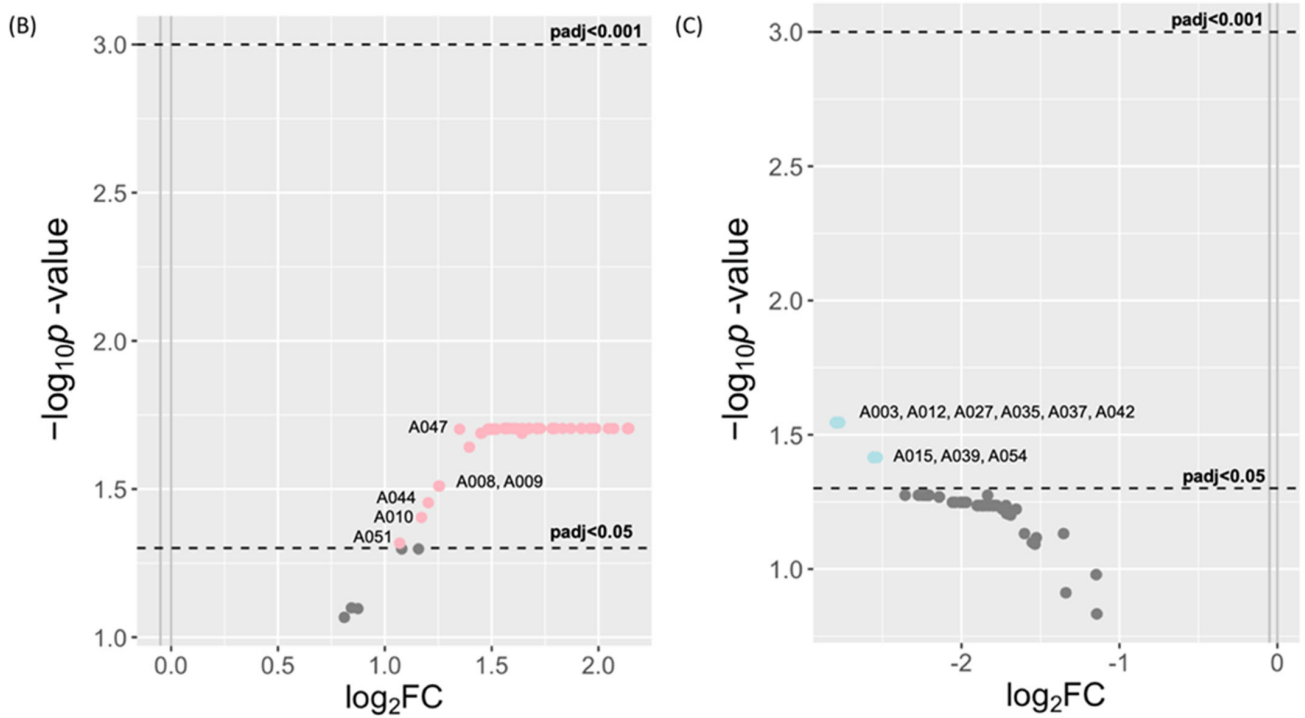 (B)
3.0
padj<0.001
2.5
2.0
−log10p -value
A047
1.5
A008, A009
A044
A010
A051
padj<0.05
1.0
0.0 0.5 1.0 1.5 2.0
log2FC
(C)
3.0
padj<0.001
2.5
2.0
−log10p -value
A003, A012, A027, A035, A037, A042
1.5
A015, A039, A054
padj<0.05
1.0
-2 -1 0
log2FC